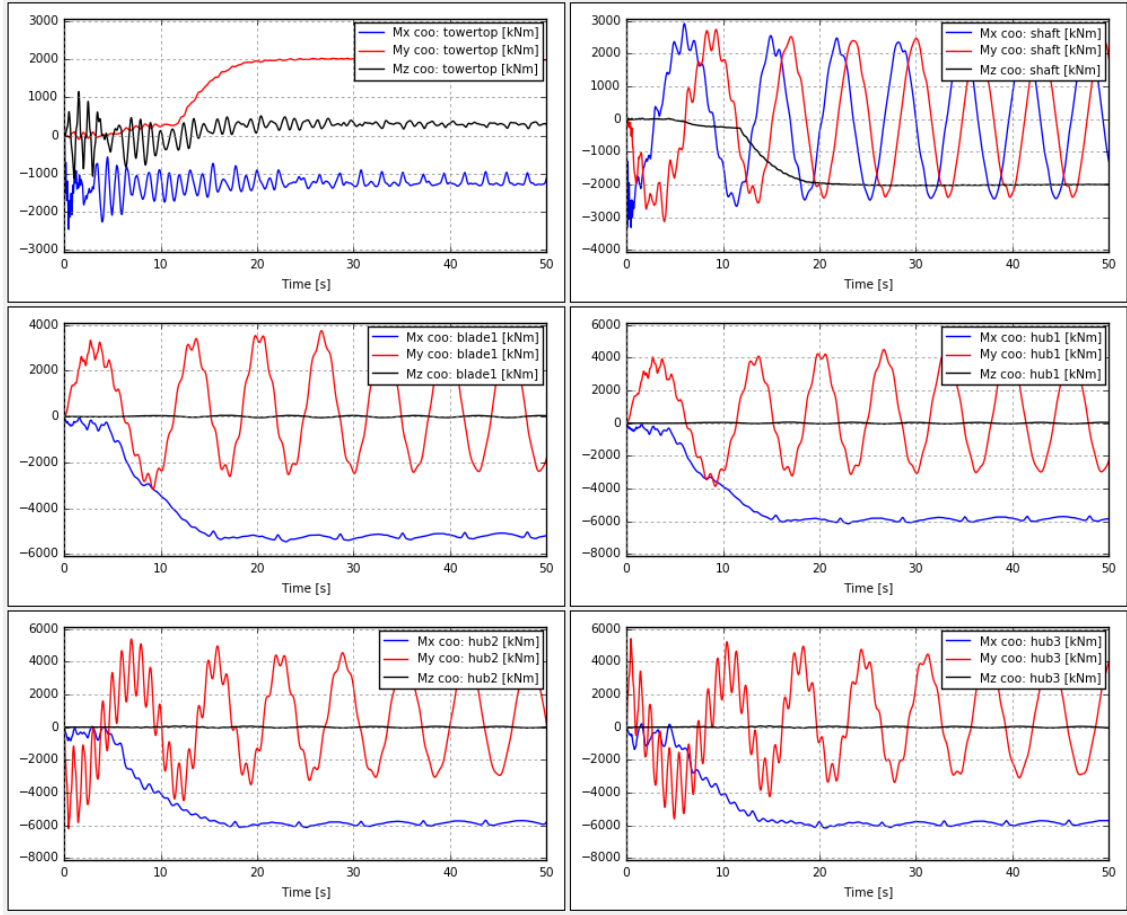 3000
2000
1000
0
−1000
−2000
−3000
0 10 20 30 40 50
Time [s]
Mx coo: towertop [kNm]
My coo: towertop [kNm]
Mz coo: towertop [kNm]
3000
2000
1000
0
−1000
−2000
−3000
−4000
0 10 20 30 40 50
Time [s]
Mx coo: shaft [kNm]
My coo: shaft [kNm]
Mz coo: shaft [kNm]
4000
2000
0
−2000
−4000
−6000
0 10 20 30 40 50
Time [s]
Mx coo: blade1 [kNm]
My coo: blade1 [kNm]
Mz coo: blade1 [kNm]
6000
4000
2000
0
−2000
−4000
−6000
−8000
0 10 20 30 40 50
Time [s]
Mx coo: hub1 [kNm]
My coo: hub1 [kNm]
Mz coo: hub1 [kNm]
6000
4000
2000
0
−2000
−4000
−6000
−8000
0 10 20 30 40 50
Time [s]
Mx coo: hub2 [kNm]
My coo: hub2 [kNm]
Mz coo: hub2 [kNm]
6000
4000
2000
0
−2000
−4000
−6000
−8000
0 10 20 30 40 50
Time [s]
Mx coo: hub3 [kNm]
My coo: hub3 [kNm]
Mz coo: hub3 [kNm]